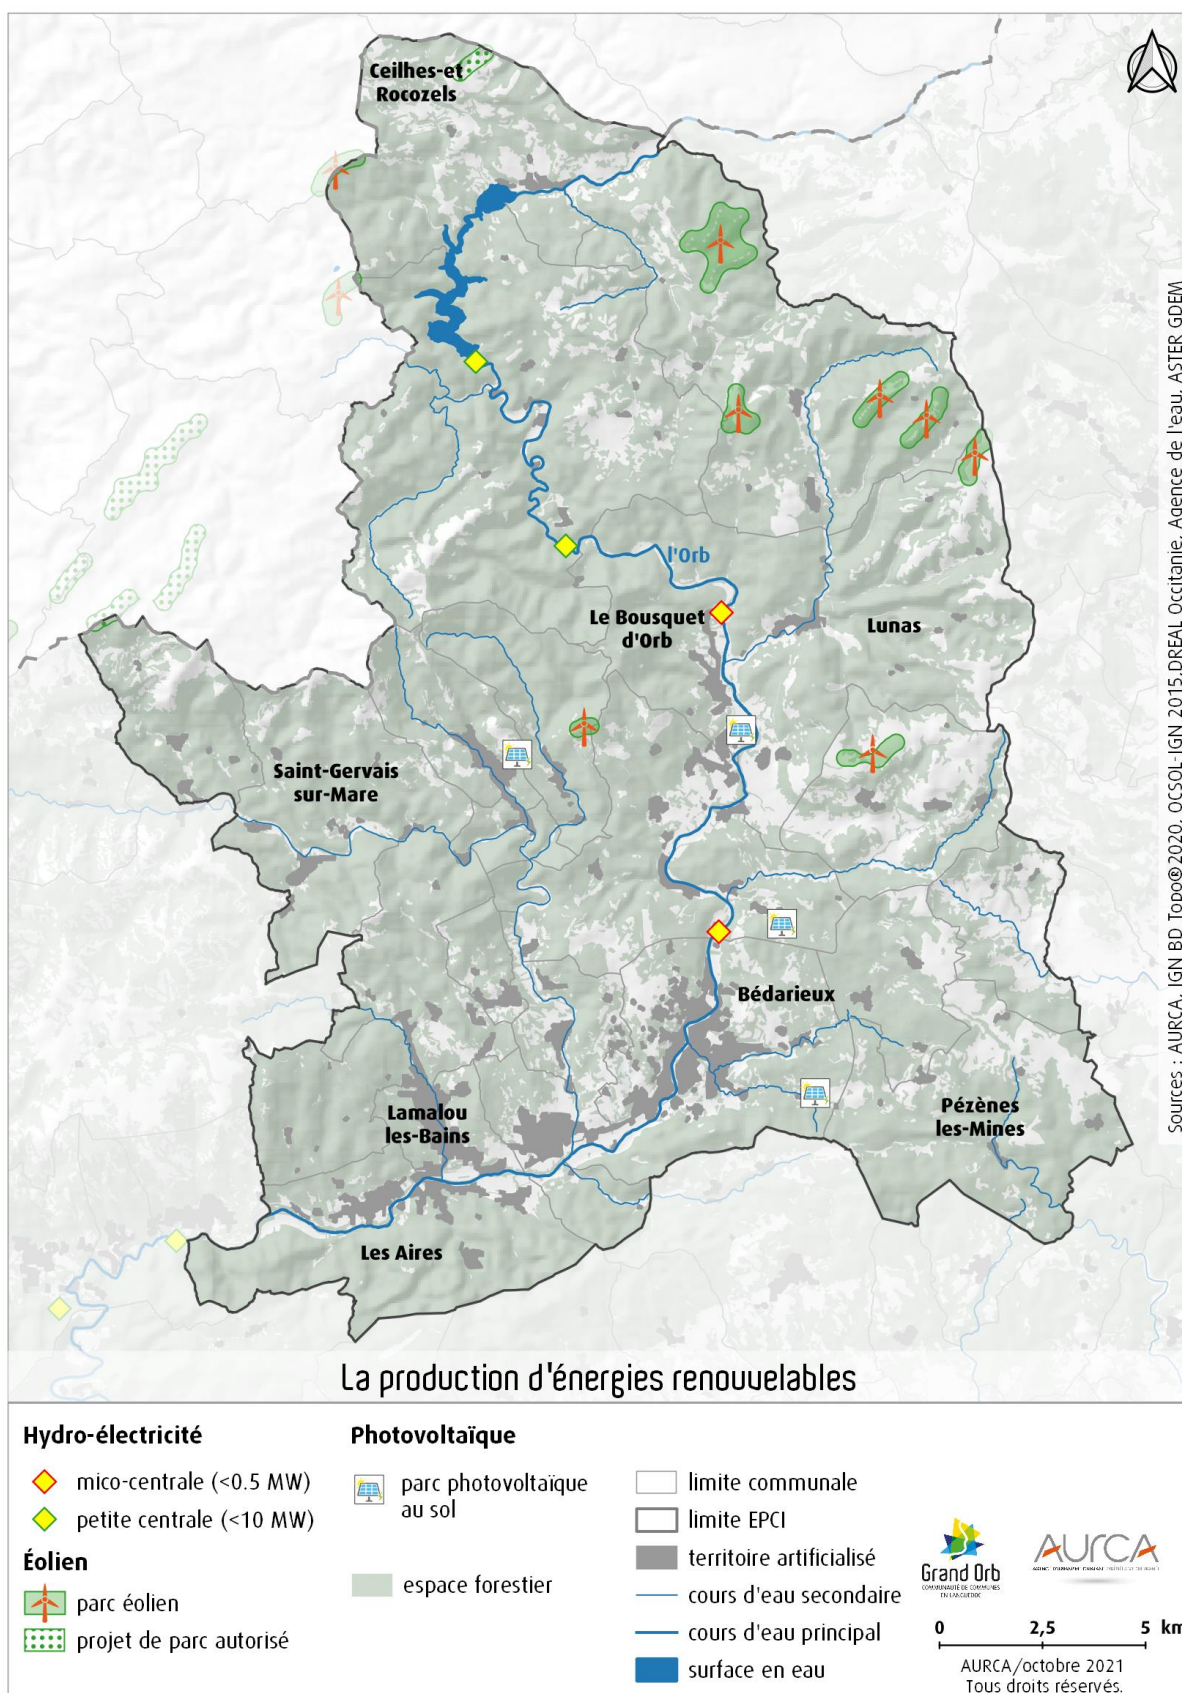 Ceilhes-et
Rocozels
l'Orb
Le Bousquet
d'Orb
Lunas
Saint-Gervais
sur-Mare
Bédarieux
Lamalou
les-Bains
Pézènes
les-Mines
Les Aires
Sources : AURCA, IGN BD Topo®2020, OCSOL-IGN 2015,DREAL Occitanie, Agence de l'eau, ASTER GDEM
La production d'énergies renouvelables
Hydro-électricité
mico-centrale (<0.5 MW)
petite centrale (<10 MW)
Éolien
parc éolien
projet de parc autorisé
Photovoltaïque
parc photovoltaïque
au sol
espace forestier
limite communale
limite EPCI
territoire artificialisé
cours d'eau secondaire
cours d'eau principal
surface en eau
Grand Orb
COMMUNAUTÉ DE COMMUNES
EN LANGUEDOC
AURCA
0 2,5 5 km
AURCA/octobre 2021
Tous droits réservés.